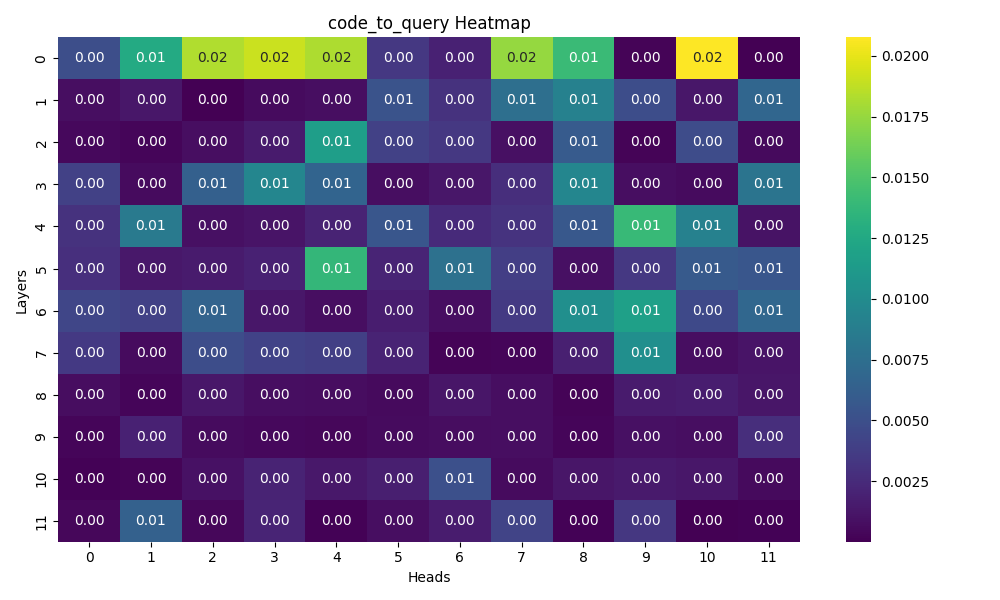 code_to_query Heatmap
0 0.00 0.01 0.02 0.02 0.02 0.00 0.00 0.02 0.01 0.00 0.02 0.00
1 0.00 0.00 0.00 0.00 0.00 0.01 0.00 0.01 0.01 0.00 0.00 0.01
2 0.00 0.00 0.00 0.00 0.01 0.00 0.00 0.00 0.01 0.00 0.00 0.00
3 0.00 0.00 0.01 0.01 0.01 0.00 0.00 0.00 0.01 0.00 0.00 0.01
4 0.00 0.01 0.00 0.00 0.00 0.01 0.00 0.00 0.01 0.01 0.01 0.00
5 0.00 0.00 0.00 0.00 0.01 0.00 0.01 0.00 0.00 0.00 0.01 0.01
6 0.00 0.00 0.01 0.00 0.00 0.00 0.00 0.00 0.01 0.01 0.00 0.01
7 0.00 0.00 0.00 0.00 0.00 0.00 0.00 0.00 0.00 0.01 0.00 0.00
8 0.00 0.00 0.00 0.00 0.00 0.00 0.00 0.00 0.00 0.00 0.00 0.00
9 0.00 0.00 0.00 0.00 0.00 0.00 0.00 0.00 0.00 0.00 0.00 0.00
10 0.00 0.00 0.00 0.00 0.00 0.00 0.01 0.00 0.00 0.00 0.00 0.00
11 0.00 0.01 0.00 0.00 0.00 0.00 0.00 0.00 0.00 0.00 0.00 0.00
0 1 2 3 4 5 6 7 8 9 10 11
Heads
Layers
0.0200
0.0175
0.0150
0.0125
0.0100
0.0075
0.0050
0.0025